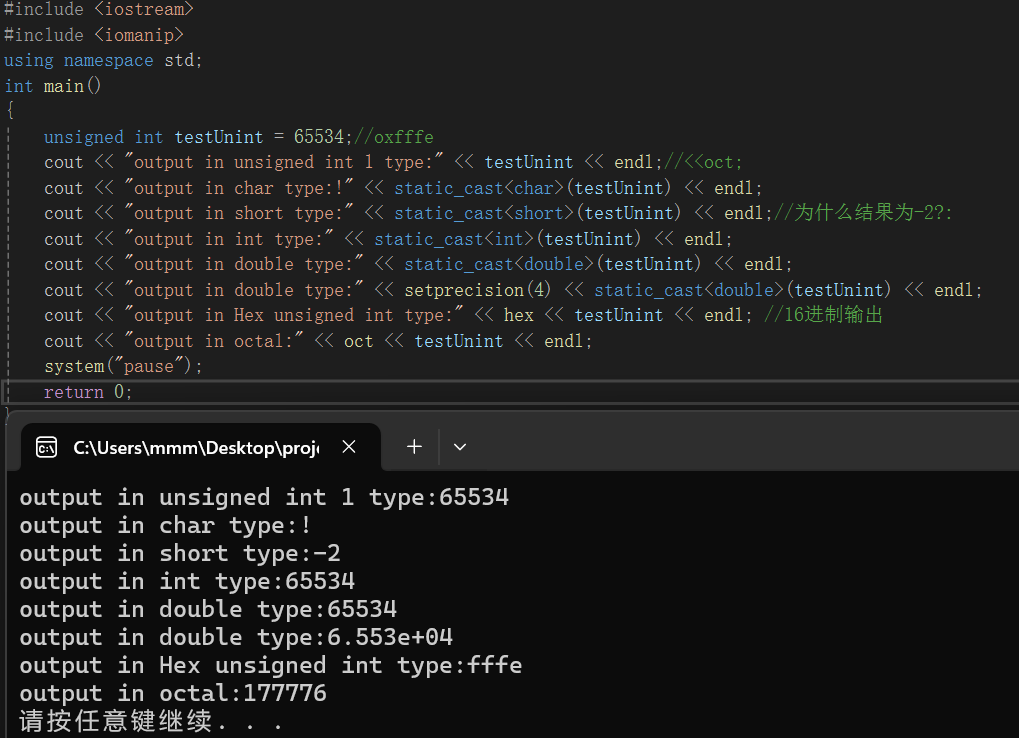 #include <iostream>
#include <iomanip>
using namespace std;
int main()
{
    unsigned int testUnint = 65534;//oxfffe
    cout << "output in unsigned int 1 type:" << testUnint << endl;//<<oct;
    cout << "output in char type:!" << static_cast<char>(testUnint) << endl;
    cout << "output in short type:" << static_cast<short>(testUnint) << endl;//为什么结果为-2?:
    cout << "output in int type:" << static_cast<int>(testUnint) << endl;
    cout << "output in double type:" << static_cast<double>(testUnint) << endl;
    cout << "output in double type:" << setprecision(4) << static_cast<double>(testUnint) << endl;
    cout << "output in Hex unsigned int type:" << hex << testUnint << endl; //16进制输出
    cout << "output in octal:" << oct << testUnint << endl;
    system("pause");
    return 0;
}
C:\Users\mmm\Desktop\proj
output in unsigned int 1 type:65534
output in char type:!
output in short type:-2
output in int type:65534
output in double type:65534
output in double type:6.553e+04
output in Hex unsigned int type:fffe
output in octal:177776
请按任意键继续. . .